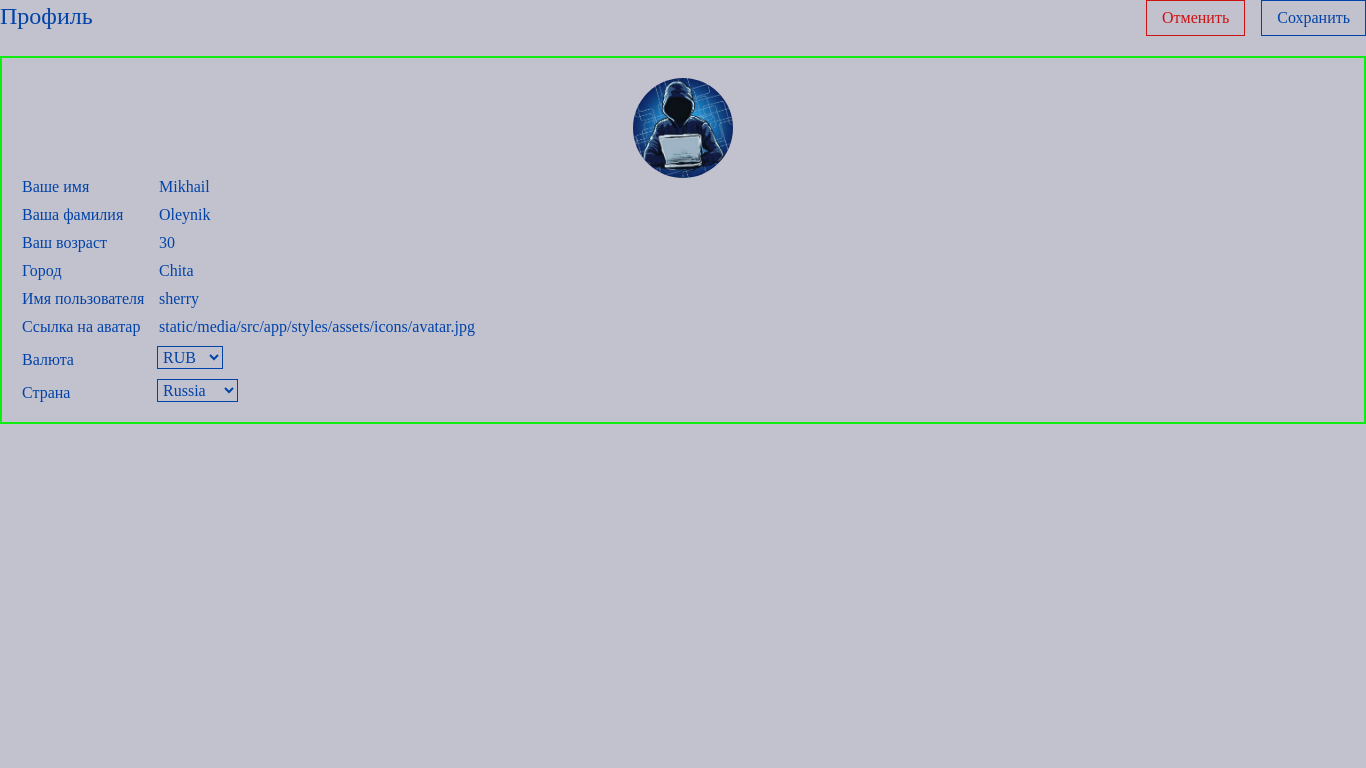 Профиль
Отменить Сохранить
Ваше имя Mikhail
Ваша фамилия Oleynik
Ваш возраст 30
Город Chita
Имя пользователя sherry
Ссылка на аватар static/media/src/app/styles/assets/icons/avatar.jpg
Валюта RUB
Страна Russia